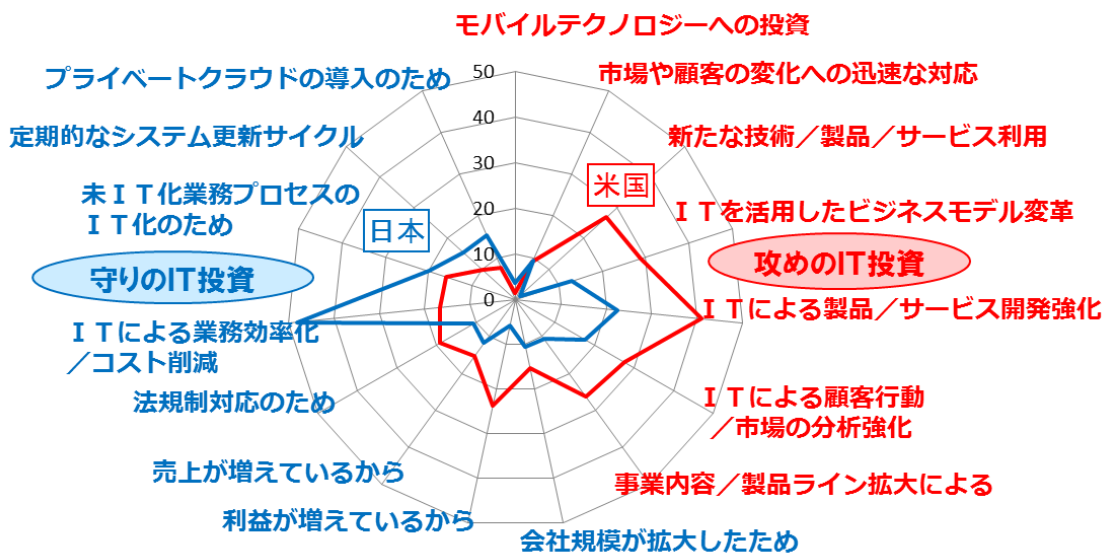 モバイルテクノロジーへの投資
プライベートクラウドの導入のため
50
市場や顧客の変化への迅速な対応
定期的なシステム更新サイクル
40
新たな技術／製品／サービス利用
30
未ＩＴ化業務プロセスの
ＩＴ化のため
米国
20
ＩＴを活用したビジネスモデル変革
日本
10
守りのIT投資
攻めのIT投資
0
ＩＴによる業務効率化
／コスト削減
ＩＴによる製品／サービス開発強化
法規制対応のため
ＩＴによる顧客行動
／市場の分析強化
売上が増えているから
事業内容／製品ライン拡大による
利益が増えているから
会社規模が拡大したため